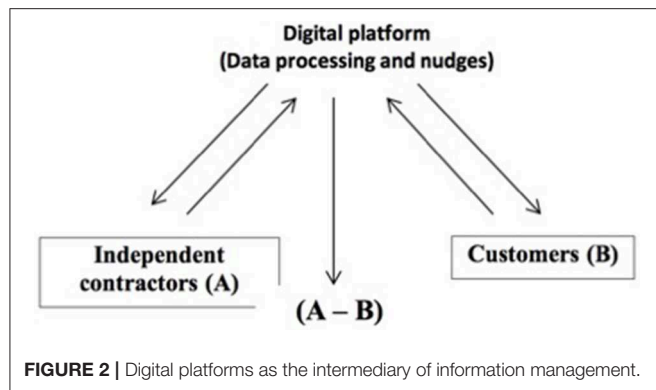 Digital platform
(Data processing and nudges)
Independent
contractors (A)
Customers (B)
(A – B)
FIGURE 2 | Digital platforms as the intermediary of information management.